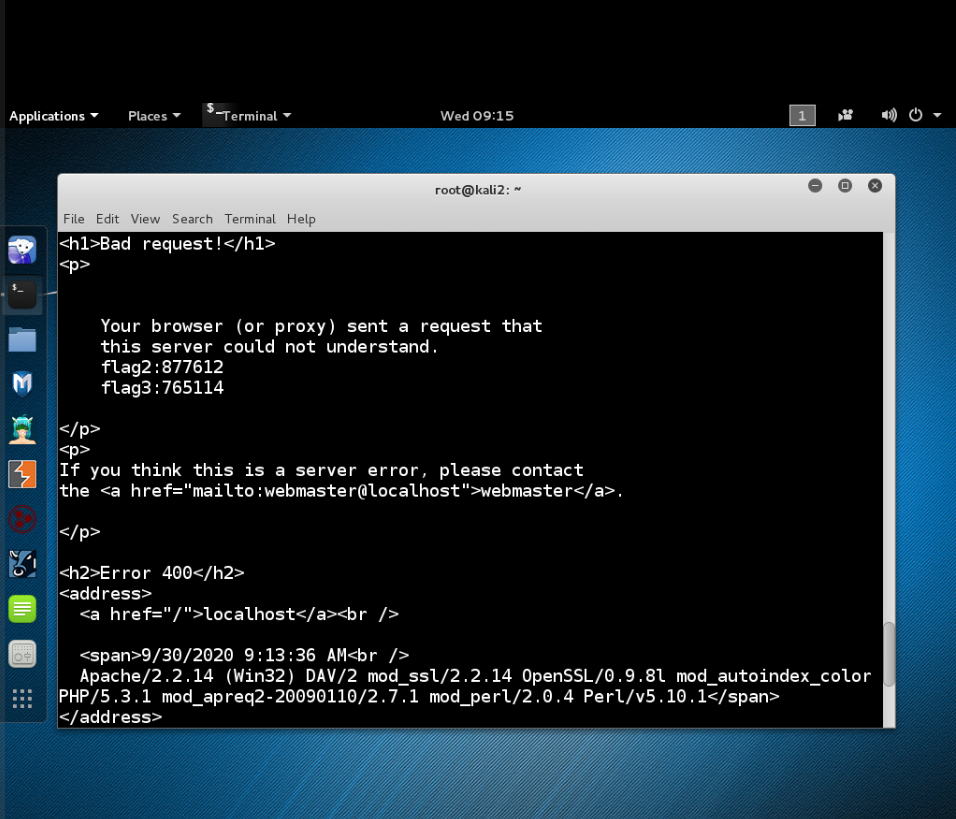 Applications Places Terminal Wed 09:15 1
root@kali2: ~
File Edit View Search Terminal Help
<h1>Bad request!</h1>
<p>
Your browser (or proxy) sent a request that
this server could not understand.
flag2:877612
flag3:765114
</p>
<p>
If you think this is a server error, please contact
the <a href="mailto:webmaster@localhost">webmaster</a>.
</p>
<h2>Error 400</h2>
<address>
<a href="/">localhost</a><br />
<span>9/30/2020 9:13:36 AM<br />
Apache/2.2.14 (Win32) DAV/2 mod_ssl/2.2.14 OpenSSL/0.9.8l mod_autoindex_color
PHP/5.3.1 mod_apreq2-20090110/2.7.1 mod_perl/2.0.4 Perl/v5.10.1</span>
</address>